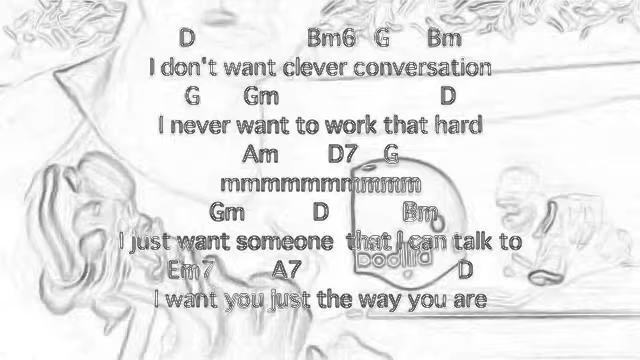 D Bm6 G Bm
I don't want clever conversation
G Gm D
I never want to work that hard
Am D7 G
mmmmmmmmmmm
Gm D Bm
I just want someone that I can talk to
Em7 A7 D
I want you just the way you are